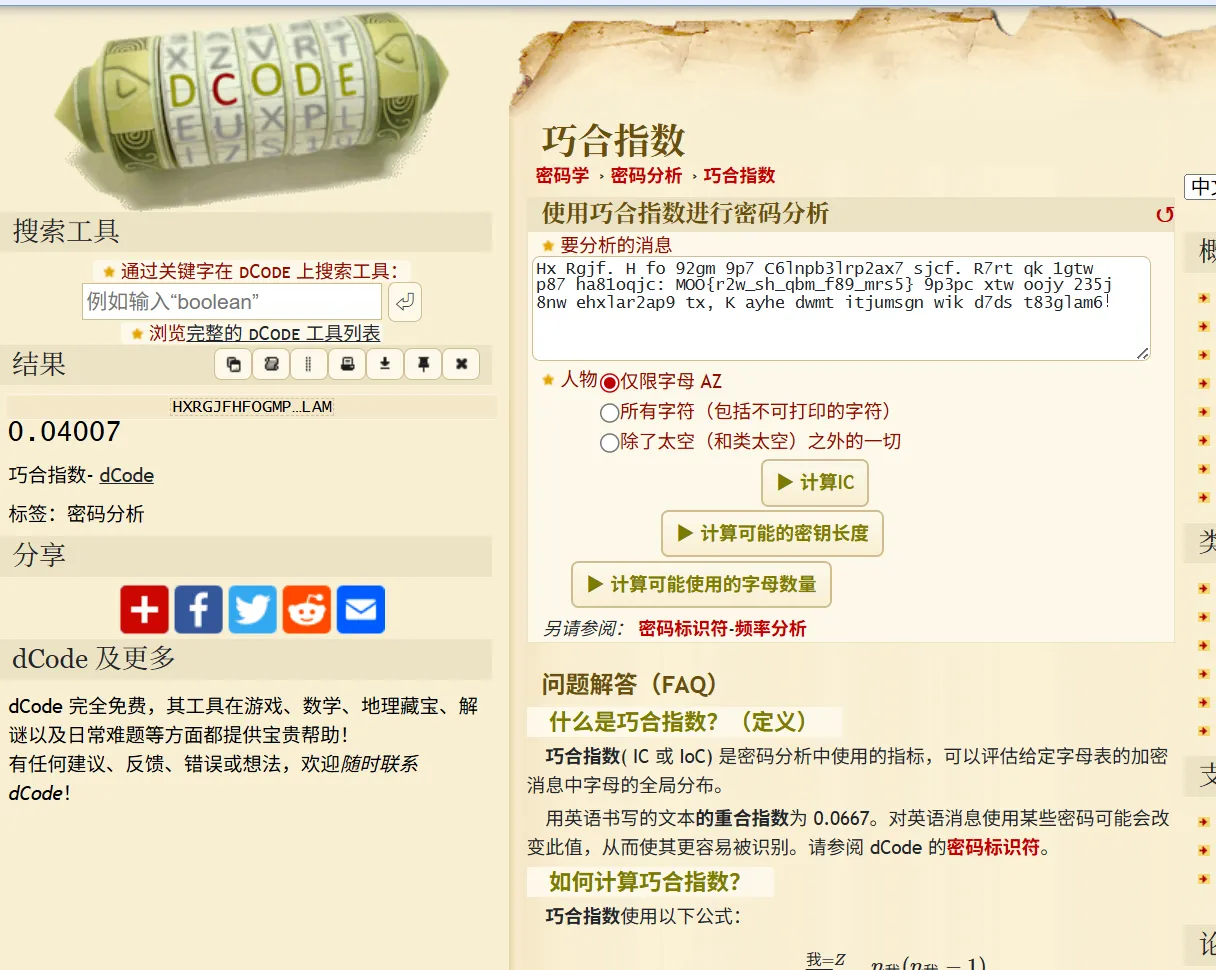 X Z V R T
D C O D E
E U X P L
巧合指数
密码学 › 密码分析 › 巧合指数
中文
搜索工具
使用巧合指数进行密码分析
通过关键字在 DCODE 上搜索工具：
例如输入“boolean”
浏览完整的 DCODE 工具列表
结果
HXRGJFHFOGMP…LAM
0.04007
巧合指数- dCode
标签：密码分析
分享
dCode 及更多
dCode 完全免费，其工具在游戏、数学、地理藏宝、解
谜以及日常难题等方面都提供宝贵帮助！
有任何建议、反馈、错误或想法，欢迎随时联系
dCode！
要分析的消息
Hx Rgjf. H fo 92gm 9p7 C6lnpb3lrp2ax7 sjcf. R7rt qk 1gtw
p87 ha81oqjc: MOO{r2w_sh_qbm_f89_mrs5} 9p3pc xtw oojy 235j
8nw ehxlar2ap9 tx, K ayhe dwmt itjumsgn wik d7ds t83glam6!
人物 仅限字母 AZ
所有字符（包括不可打印的字符）
除了太空（和类太空）之外的一切
▶ 计算IC
▶ 计算可能的密钥长度
▶ 计算可能使用的字母数量
另请参阅： 密码标识符-频率分析
问题解答（FAQ）
什么是巧合指数？（定义）
巧合指数( IC 或 IoC) 是密码分析中使用的指标，可以评估给定字母表的加密
消息中字母的全局分布。
用英语书写的文本的重合指数为 0.0667。对英语消息使用某些密码可能会改
变此值，从而使其更容易被识别。请参阅 dCode 的密码标识符。
如何计算巧合指数？
巧合指数使用以下公式：
我=Z n我(n我 − 1)